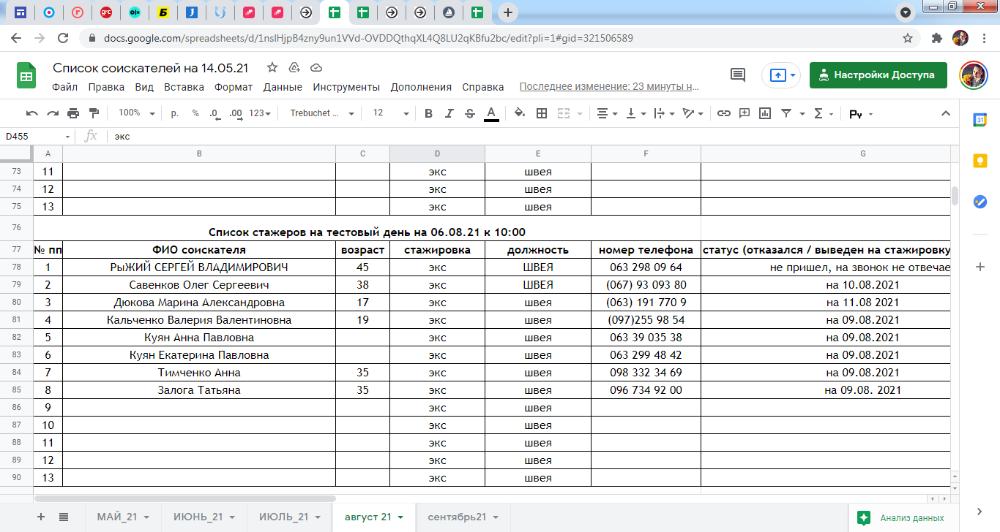 grc
OLX
Б
J
docs.google.com/spreadsheets/d/1nslHjpB4zny9un1VVd-OVDDQthqXL4Q8LU2qKBfu2bc/edit?pli=1#gid=321506589
Список соискателей на 14.05.21
Файл Правка Вид Вставка Формат Данные Инструменты Дополнения Справка Последнее изменение: 23 минуты н...
Настройки Доступа
100% р. % .0 .00 123 Trebuchet ... 12 B I S A Σ Ру
31
D455 fx экс
A B C D E F G
73 11 экс швея
74 12 экс швея
75 13 экс швея
76 Список стажеров на тестовый день на 06.08.21 к 10:00
77 № пп ФИО соискателя возраст стажировка должность номер телефона статус (отказался / выведен на стажировку
78 1 РыЖИЙ СЕРГЕЙ ВЛАДИМИРОВИЧ 45 экс ШВЕЯ 063 298 09 64 не пришел, на звонок не отвечае
79 2 Савенков Олег Сергеевич 38 экс ШВЕЯ (067) 93 093 80 на 10.08.2021
80 3 Дюкова Марина Александровна 17 экс швея (063) 191 770 9 на 11.08 2021
81 4 Кальченко Валерия Валентиновна 19 экс швея (097)255 98 54 на 09.08.2021
82 5 Куян Анна Павловна экс швея 063 39 035 38 на 09.08.2021
83 6 Куян Екатерина Павловна экс швея 063 299 48 42 на 09.08.2021
84 7 Тимченко Анна 35 экс швея 098 332 34 69 на 09.08.2021
85 8 Залога Татьяна 35 экс швея 096 734 92 00 на 09.08. 2021
86 9 экс швея
87 10 экс швея
88 11 экс швея
89 12 экс швея
90 13 экс швея
МАЙ_21 ИЮНЬ_21 ИЮЛЬ_21 август 21 сентябрь21 Анализ данных